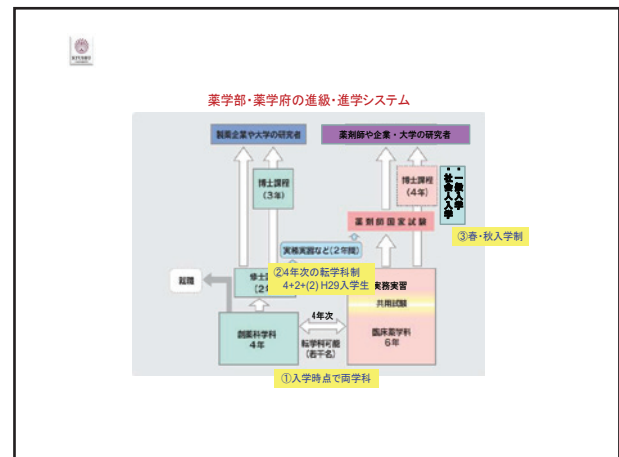 KYUSHU
薬学部・薬学府の進級・進学システム
製薬企業や大学の研究者
薬剤師や企業・大学の研究者
博士課程
(3年)
博士課程
(4年)
・一般入学
・社会人入学
薬剤師国家試験
③春・秋入学制
実務実習など(2年間)
②4年次の転学科制
4+2+(2) H29入学生
就職
修士
(2
実務実習
共用試験
4年次
創薬科学科
4年
臨床薬学科
6年
転学科可能
(若干名)
①入学時点で両学科